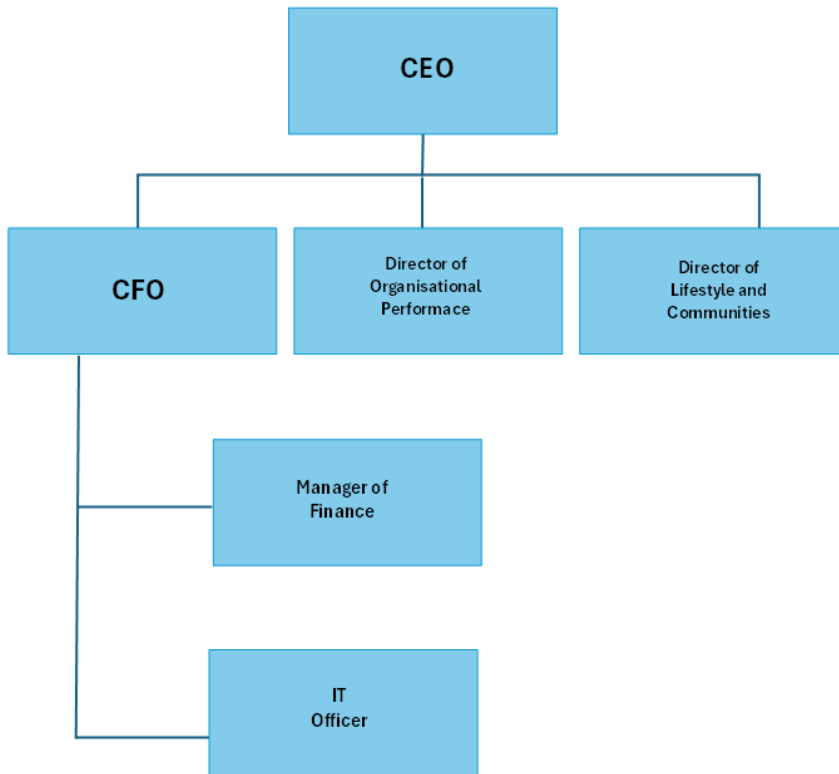 CEO
CFO
Director of
Organisational
Performace
Director of
Lifestyle and
Communities
Manager of
Finance
IT
Officer